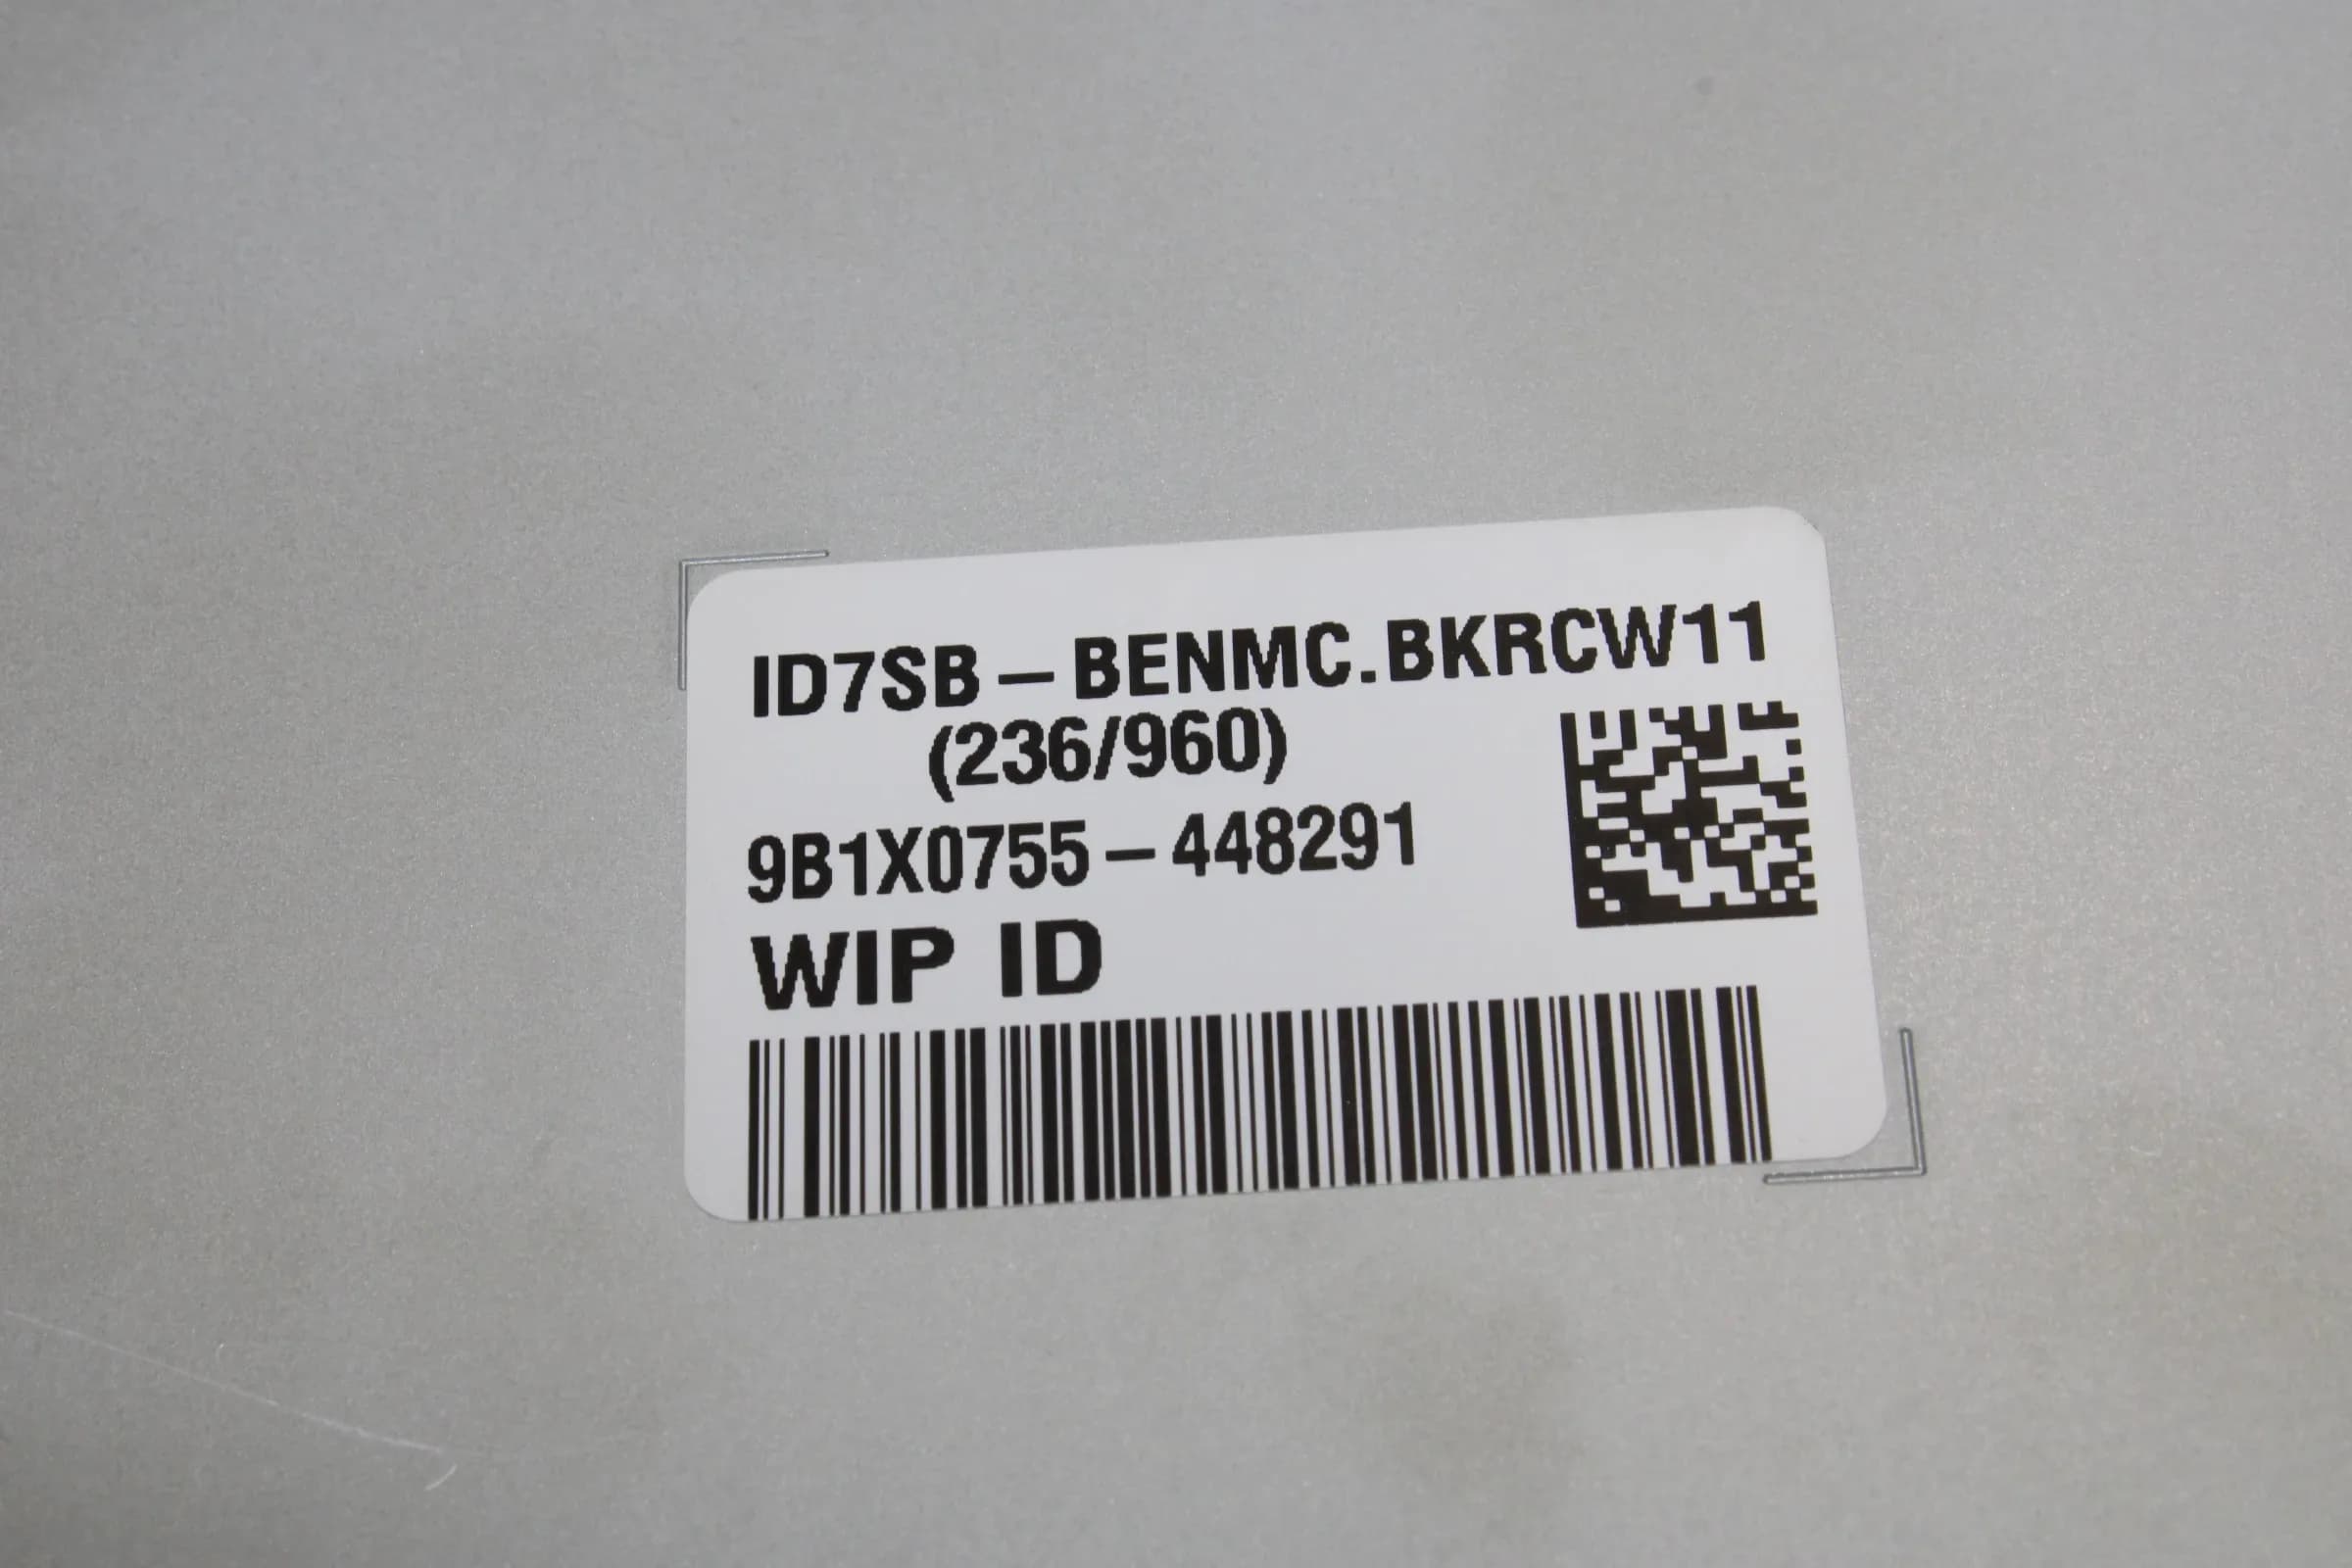 ID7SB-BENMC.BKRCW11
(236/960)
9B1X0755-448291
WIP ID